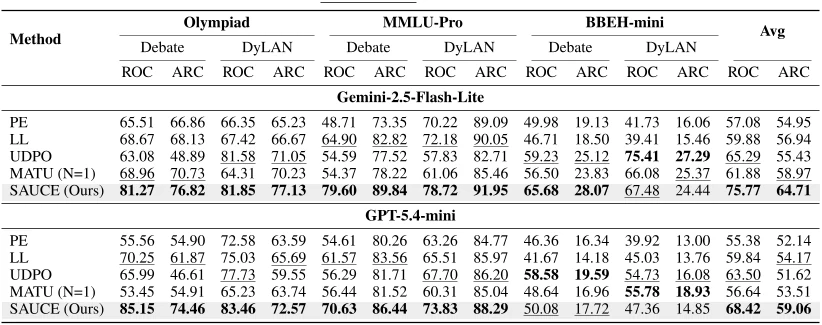 Method Olympiad MMLU-Pro BBEH-mini Avg
Debate DyLAN Debate DyLAN Debate DyLAN
ROC ARC ROC ARC ROC ARC ROC ARC ROC ARC ROC ARC ROC ARC
Gemini-2.5-Flash-Lite
PE 65.51 66.86 66.35 65.23 48.71 73.35 70.22 89.09 49.98 19.13 41.73 16.06 57.08 54.95
LL 68.67 68.13 67.42 66.67 64.90 82.82 72.18 90.05 46.71 18.50 39.41 15.46 59.88 56.94
UDPO 63.08 48.89 81.58 71.05 54.59 77.52 57.83 82.71 59.23 25.12 75.41 27.29 65.29 55.43
MATU (N=1) 68.96 70.73 64.31 70.23 54.37 78.22 61.06 85.46 56.50 23.83 66.08 25.37 61.88 58.97
SAUCE (Ours) 81.27 76.82 81.85 77.13 79.60 89.84 78.72 91.95 65.68 28.07 67.48 24.44 75.77 64.71
GPT-5.4-mini
PE 55.56 54.90 72.58 63.59 54.61 80.26 63.26 84.77 46.36 16.34 39.92 13.00 55.38 52.14
LL 70.25 61.87 75.03 65.69 61.57 83.56 65.51 85.97 41.67 14.18 45.03 13.76 59.84 54.17
UDPO 65.99 46.61 77.73 59.55 56.29 81.71 67.70 86.20 58.58 19.59 54.73 16.08 63.50 51.62
MATU (N=1) 53.45 54.91 65.23 63.74 56.44 81.52 60.31 85.04 48.64 16.96 55.78 18.93 56.64 53.51
SAUCE (Ours) 85.15 74.46 83.46 72.57 70.63 86.44 73.83 88.29 50.08 17.72 47.36 14.85 68.42 59.06